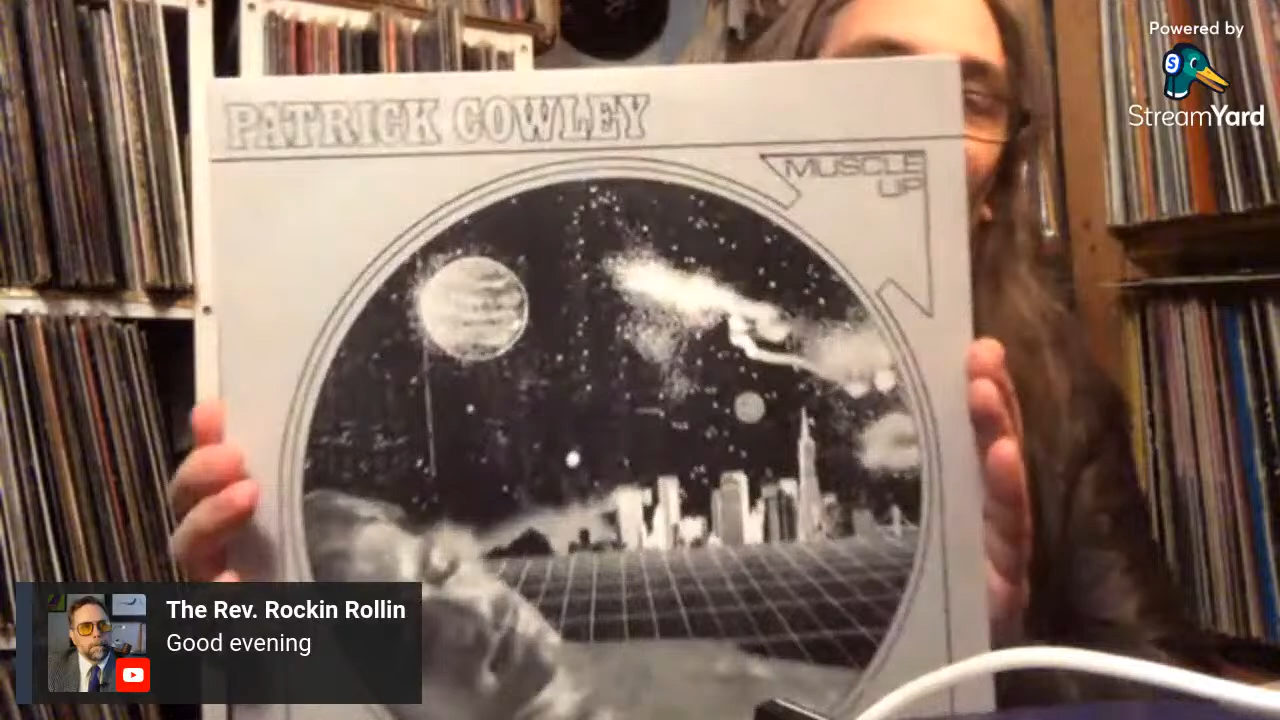 Powered by
S
StreamYard
PATRICK COWLEY
MUSCLE
UP
The Rev. Rockin Rollin
Good evening